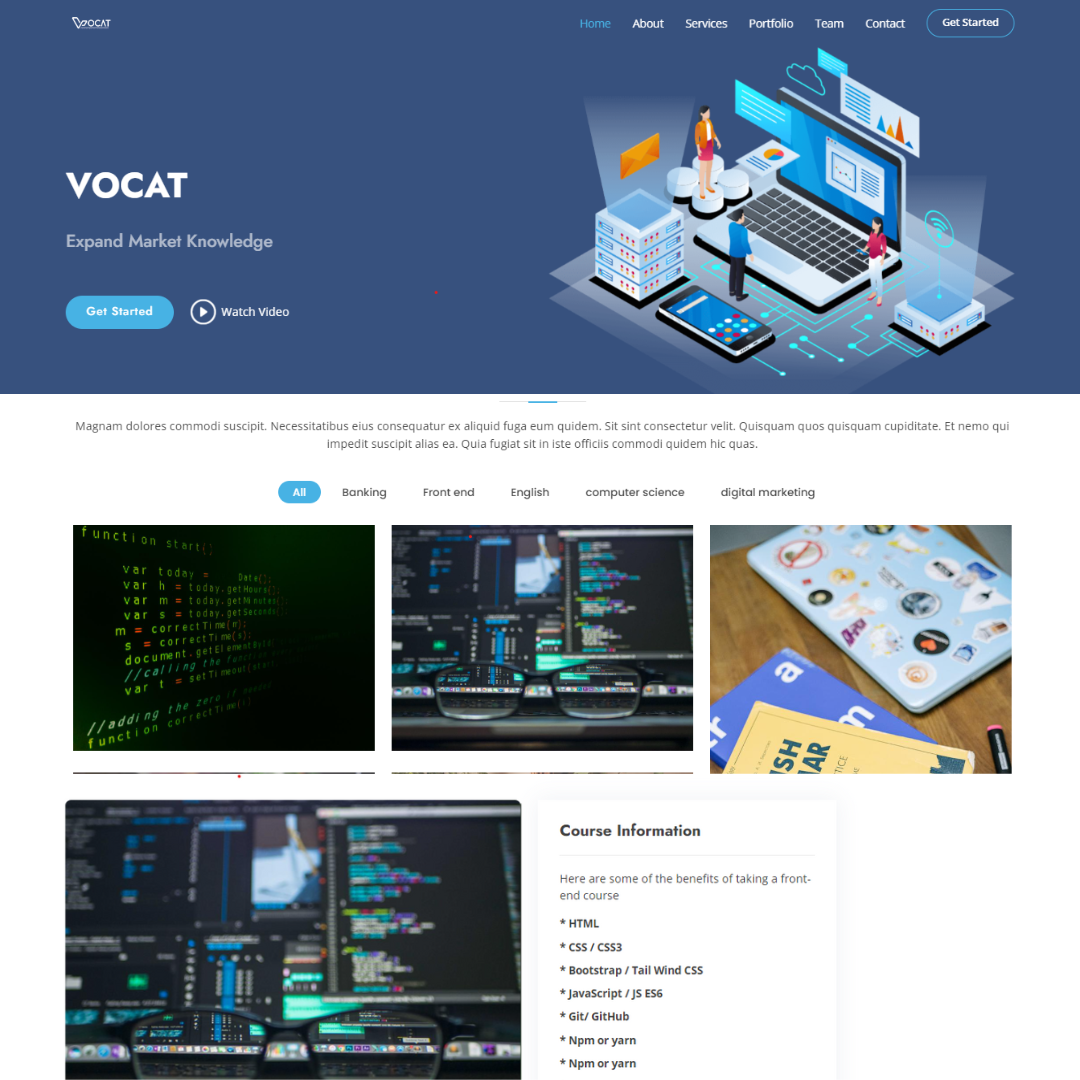 VOCAT
Home About Services Portfolio Team Contact Get Started
VOCAT
Expand Market Knowledge
Get Started Watch Video
Magnam dolores commodi suscipit. Necessitatibus eius consequatur ex aliquid fuga eum quidem. Sit sint consectetur velit. Quisquam quos quisquam cupiditate. Et nemo qui
impedit suscipit alias ea. Quia fugiat sit in iste officiis commodi quidem hic quas.
All Banking Front end English computer science digital marketing
function start()
var today = Date();
var h = today.getHours();
var m = today.getMinutes
var s = today.getSeconds
m = correctTime(m);
s = correctTime(s);
document.getElementById
//calling the function
var t = setTimeout(start,
//adding the zero if needed
function correctTime(
Course Information
Here are some of the benefits of taking a front-
end course
* HTML
* CSS / CSS3
* Bootstrap / Tail Wind CSS
* JavaScript / JS ES6
* Git/ GitHub
* Npm or yarn
* Npm or yarn